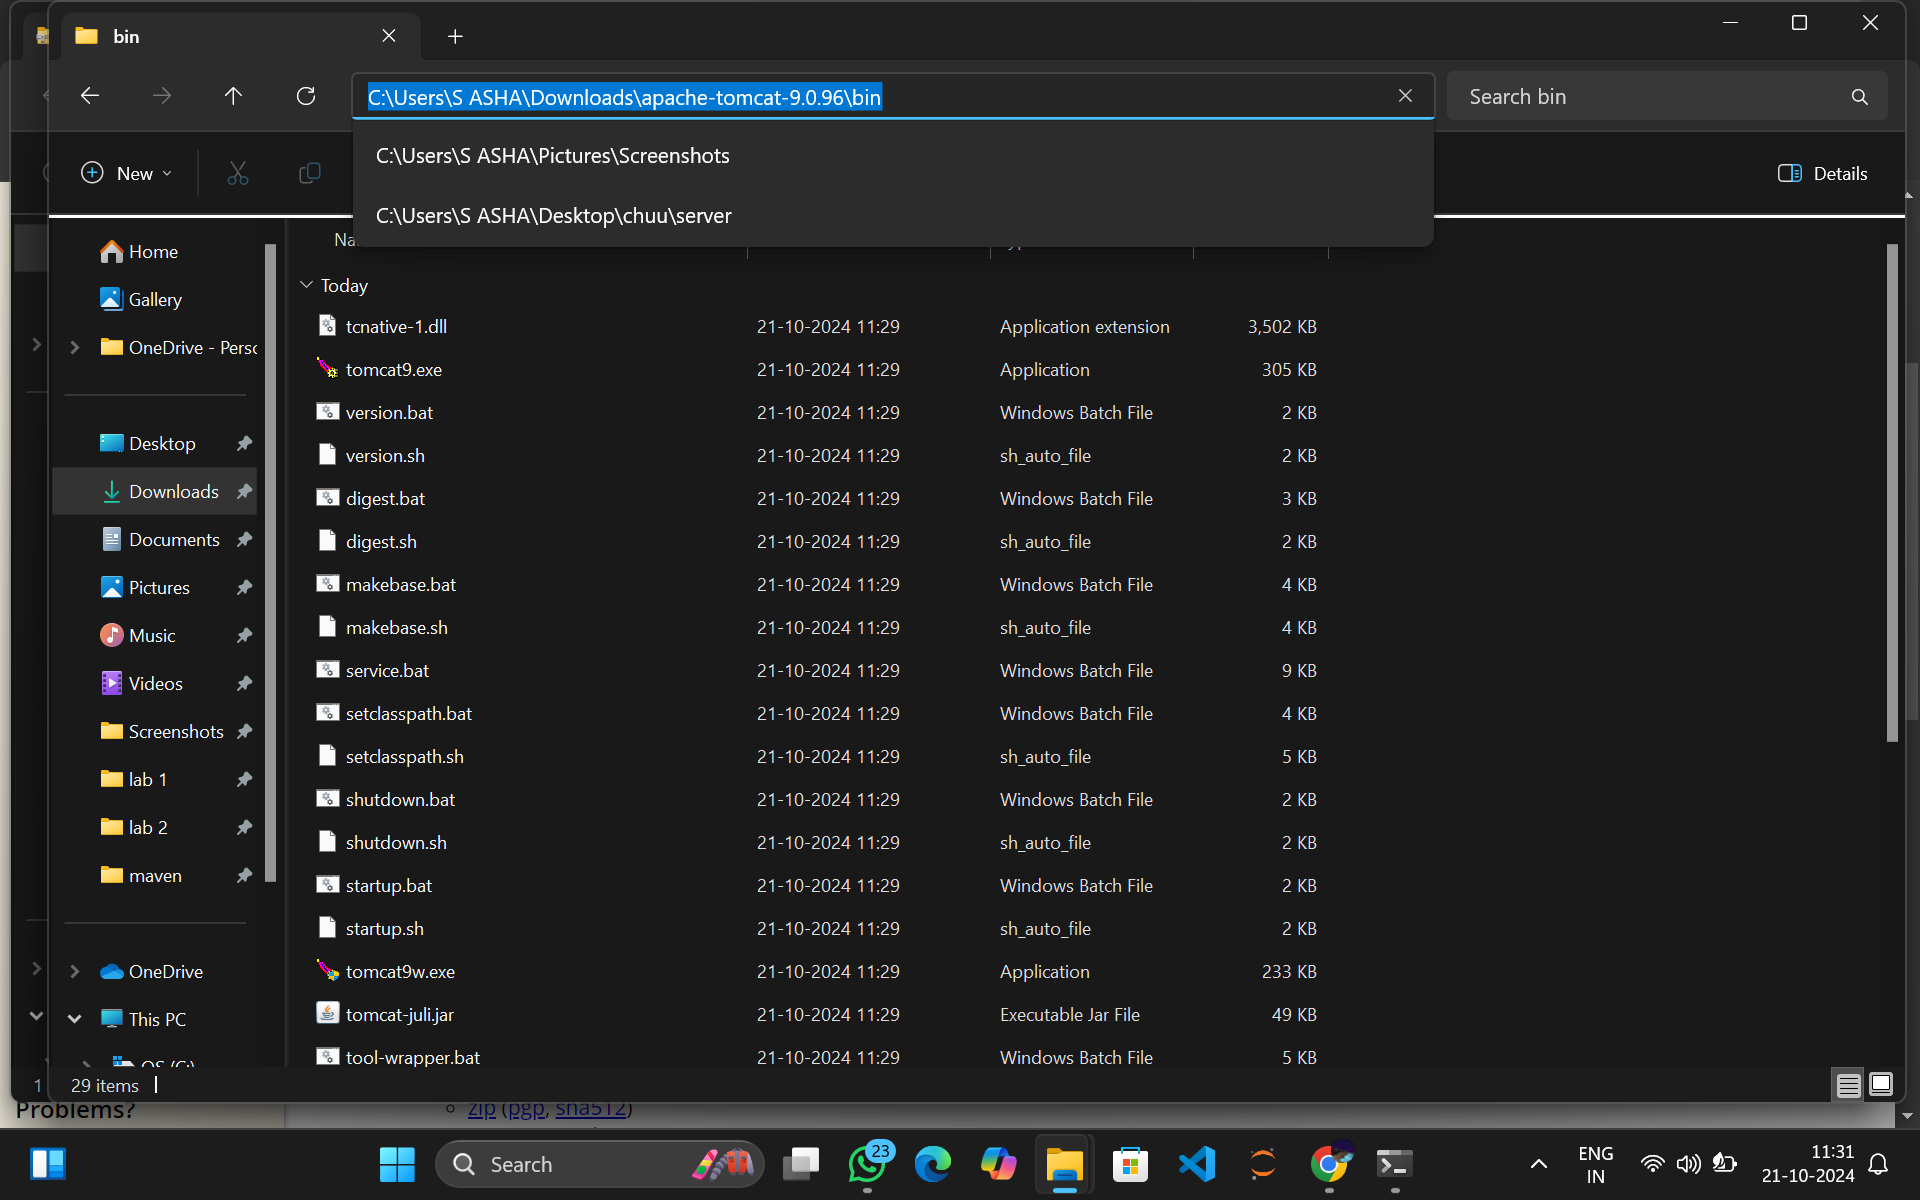 bin
C:\Users\S ASHA\Downloads\apache-tomcat-9.0.96\bin
Search bin
C:\Users\S ASHA\Pictures\Screenshots
C:\Users\S ASHA\Desktop\chuu\server
New
Details
Home
Gallery
OneDrive - Perso
Desktop
Downloads
Documents
Pictures
Music
Videos
Screenshots
lab 1
lab 2
maven
OneDrive
This PC
OS (C:)
Today
tcnative-1.dll 21-10-2024 11:29 Application extension 3,502 KB
tomcat9.exe 21-10-2024 11:29 Application 305 KB
version.bat 21-10-2024 11:29 Windows Batch File 2 KB
version.sh 21-10-2024 11:29 sh_auto_file 2 KB
digest.bat 21-10-2024 11:29 Windows Batch File 3 KB
digest.sh 21-10-2024 11:29 sh_auto_file 2 KB
makebase.bat 21-10-2024 11:29 Windows Batch File 4 KB
makebase.sh 21-10-2024 11:29 sh_auto_file 4 KB
service.bat 21-10-2024 11:29 Windows Batch File 9 KB
setclasspath.bat 21-10-2024 11:29 Windows Batch File 4 KB
setclasspath.sh 21-10-2024 11:29 sh_auto_file 5 KB
shutdown.bat 21-10-2024 11:29 Windows Batch File 2 KB
shutdown.sh 21-10-2024 11:29 sh_auto_file 2 KB
startup.bat 21-10-2024 11:29 Windows Batch File 2 KB
startup.sh 21-10-2024 11:29 sh_auto_file 2 KB
tomcat9w.exe 21-10-2024 11:29 Application 233 KB
tomcat-juli.jar 21-10-2024 11:29 Executable Jar File 49 KB
tool-wrapper.bat 21-10-2024 11:29 Windows Batch File 5 KB
1
29 items
Problems?
zip (pgp, sha512)
Search
23
ENG
IN
11:31
21-10-2024